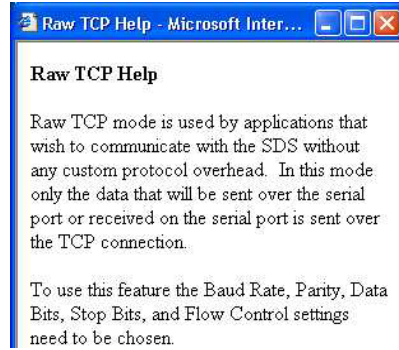 Raw TCP Help - Microsoft Inter...
Raw TCP Help
Raw TCP mode is used by applications that
wish to communicate with the SDS without
any custom protocol overhead. In this mode
only the data that will be sent over the serial
port or received on the serial port is sent over
the TCP connection.
To use this feature the Baud Rate, Parity, Data
Bits, Stop Bits, and Flow Control settings
need to be chosen.